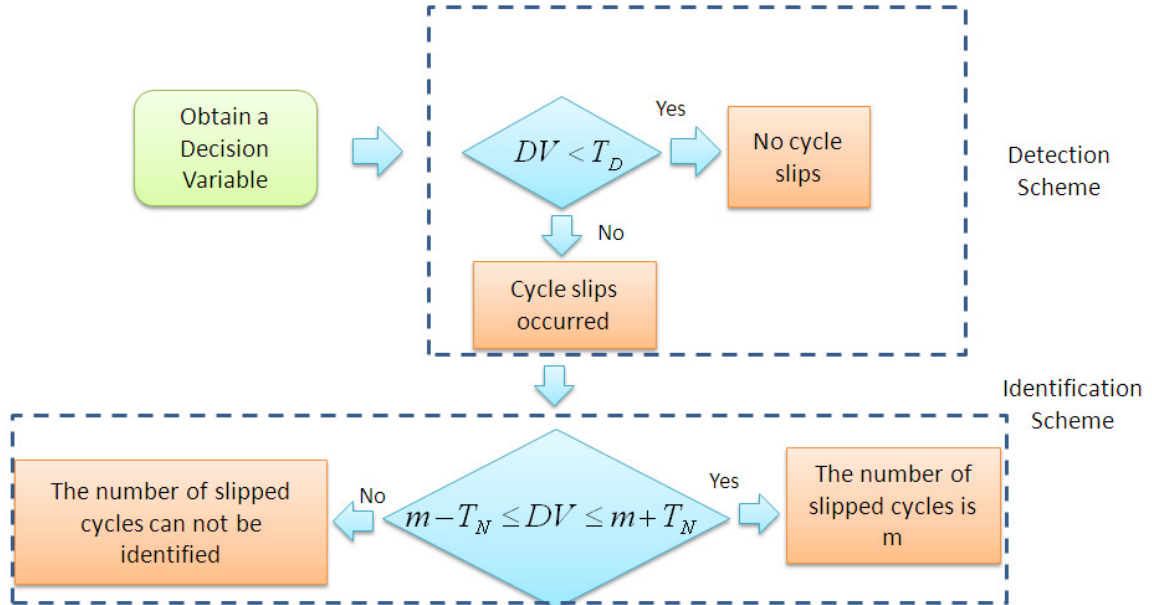 Obtain a
Decision
Variable
DV < T_D
Yes
No cycle
slips
Detection
Scheme
No
Cycle slips
occurred
Identification
Scheme
The number of slipped
cycles can not be
identified
No
m − T_N ≤ DV ≤ m + T_N
Yes
The number of
slipped cycles is
m